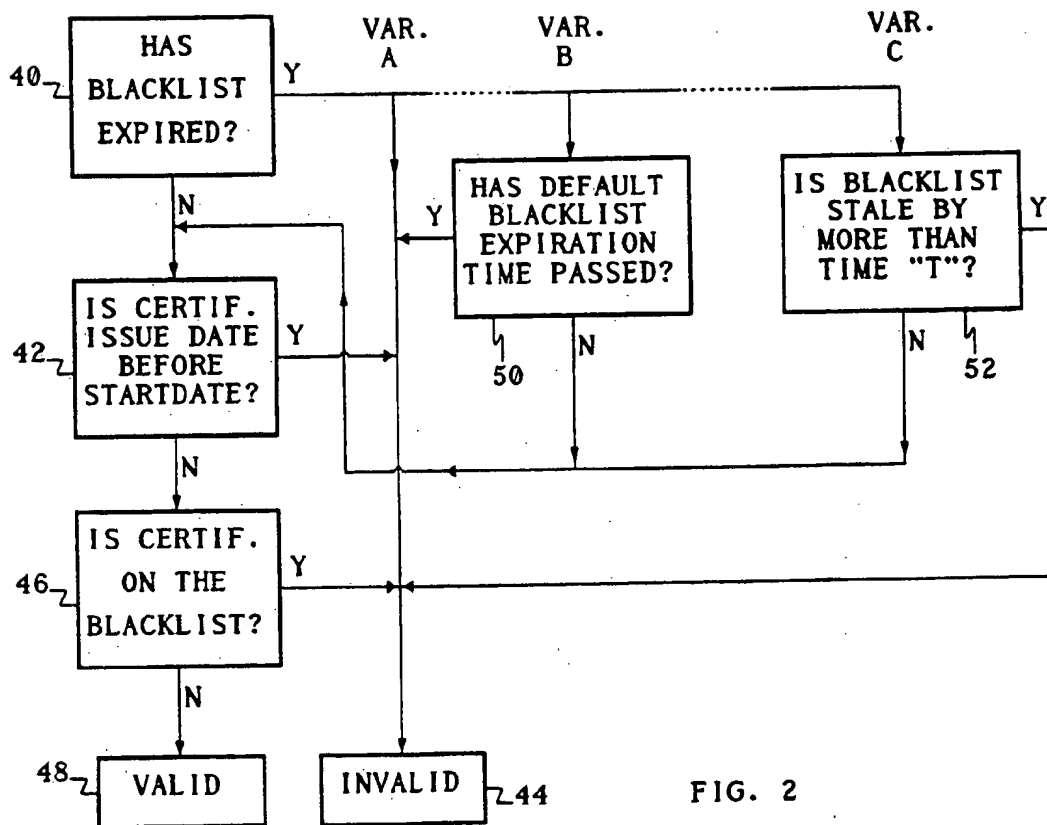 VAR.
A
VAR.
B
VAR.
C
40
HAS
BLACKLIST
EXPIRED?
Y
N
HAS DEFAULT
BLACKLIST
EXPIRATION
TIME PASSED?
Y
N
50
IS BLACKLIST
STALE BY
MORE THAN
TIME "T"?
Y
N
52
42
IS CERTIF.
ISSUE DATE
BEFORE
STARTDATE?
Y
N
46
IS CERTIF.
ON THE
BLACKLIST?
Y
N
48
VALID
INVALID
44
FIG. 2